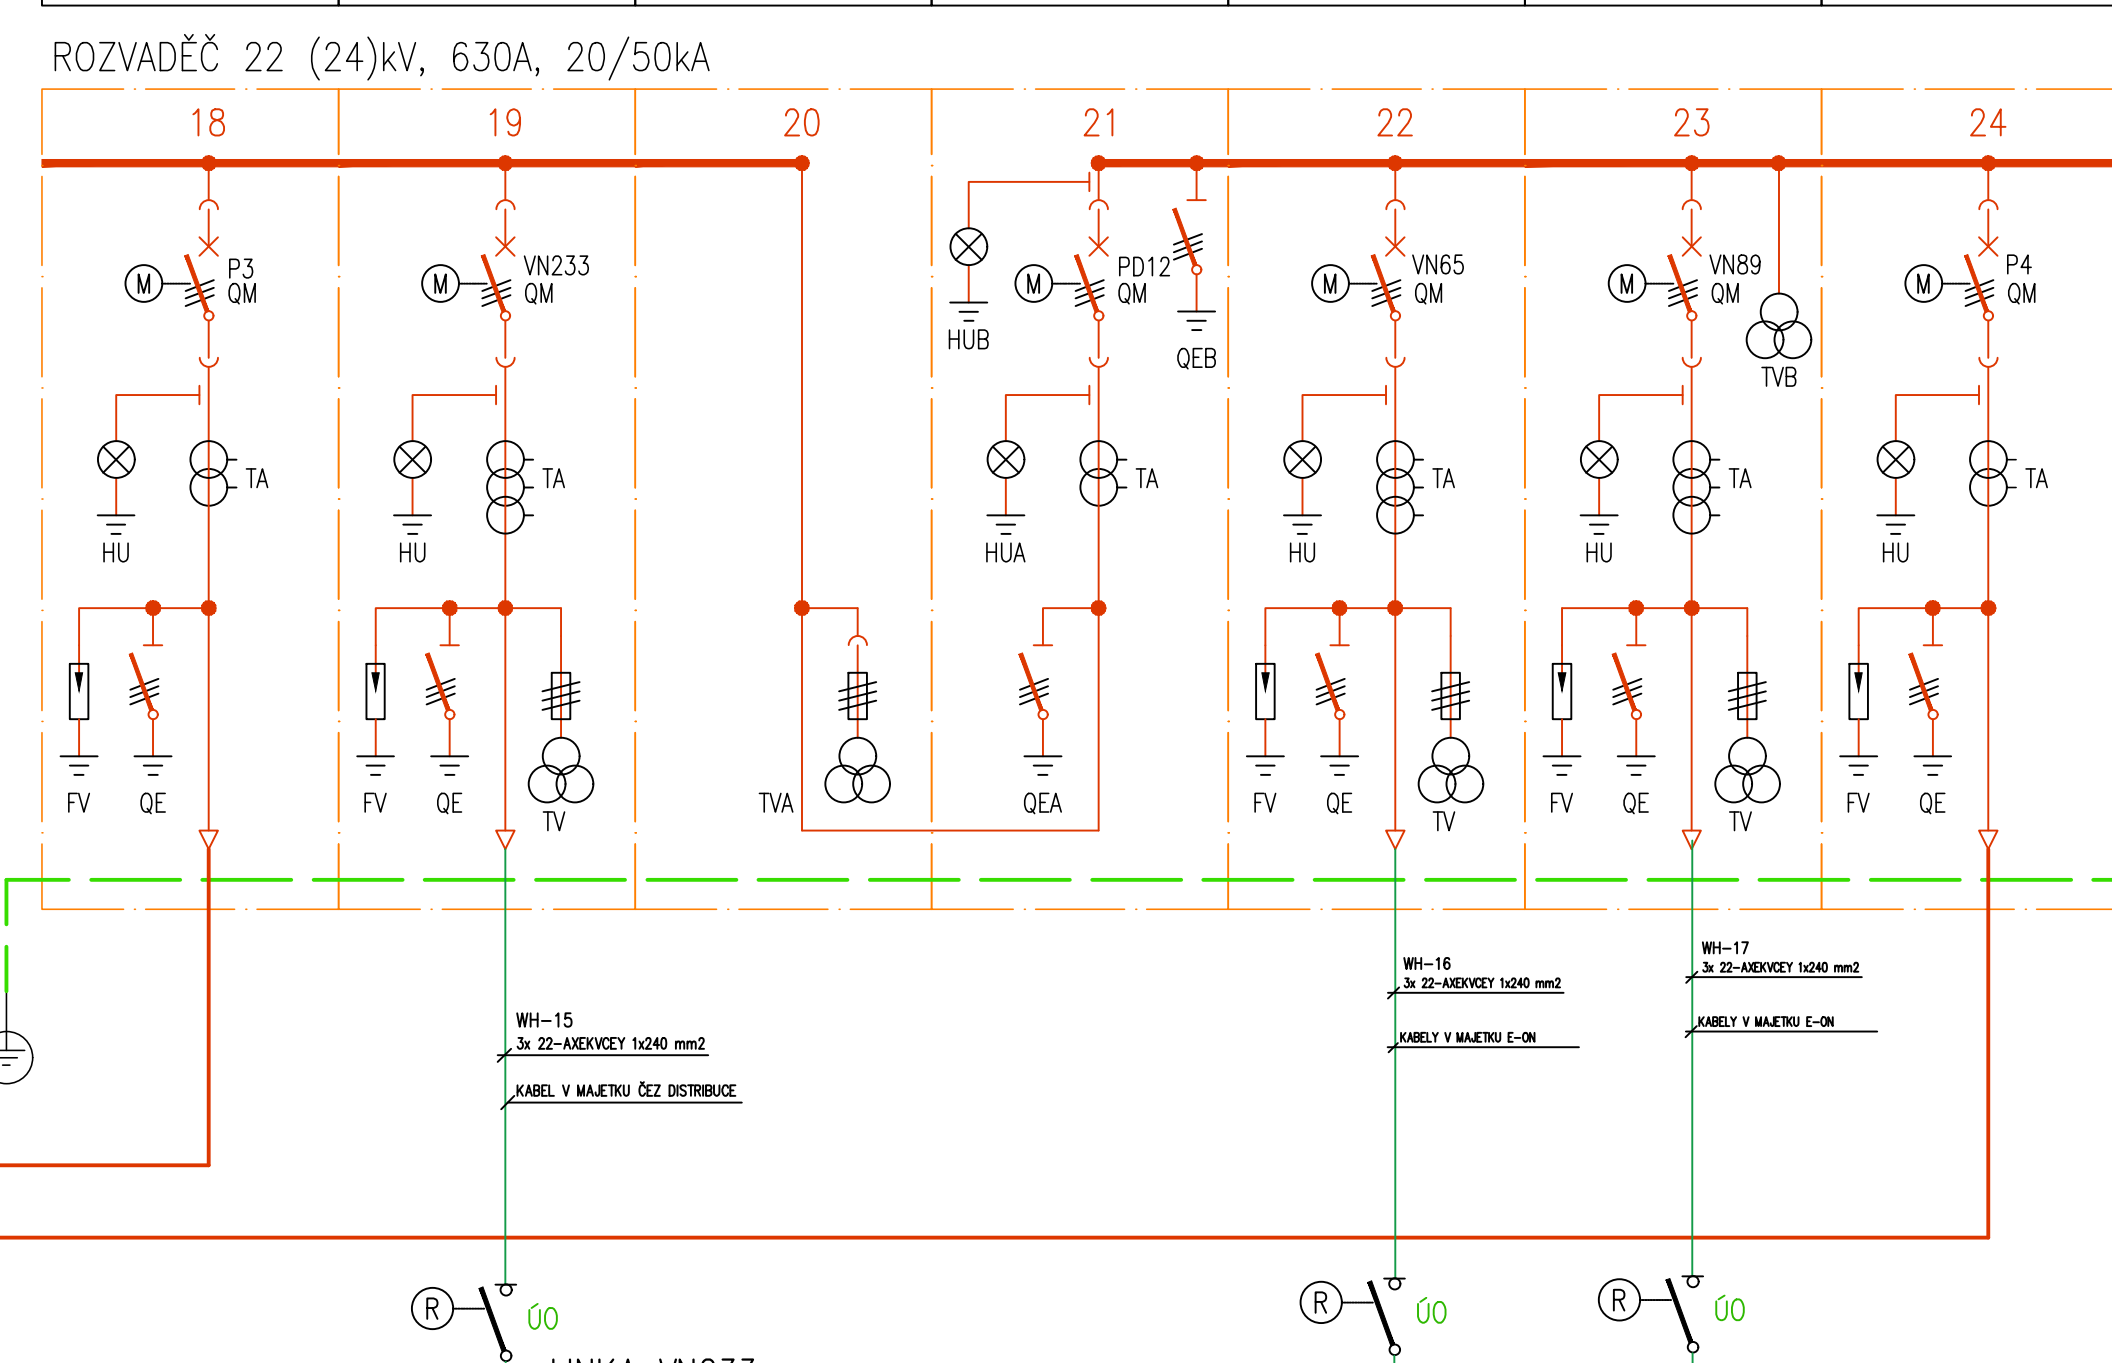 ROZVADĚČ 22 (24)kV, 630A, 20/50kA
18 19 20 21 22 23 24
P3
QM
M
VN233
QM
M
HUB
PD12
QM
M
QEB
VN65
QM
M
VN89
QM
M
TVB
P4
QM
M
HU TA
HU TA
HUA TA
HU TA
HU TA
HU TA
FV QE
FV QE TV
TVA
QEA
FV QE TV
FV QE TV
FV QE
WH-15
3x 22-AXEKVCEY 1x240 mm2
KABEL V MAJETKU ČEZ DISTRIBUCE
WH-16
3x 22-AXEKVCEY 1x240 mm2
KABELY V MAJETKU E-ON
WH-17
3x 22-AXEKVCEY 1x240 mm2
KABELY V MAJETKU E-ON
R ÚO
R ÚO
R ÚO